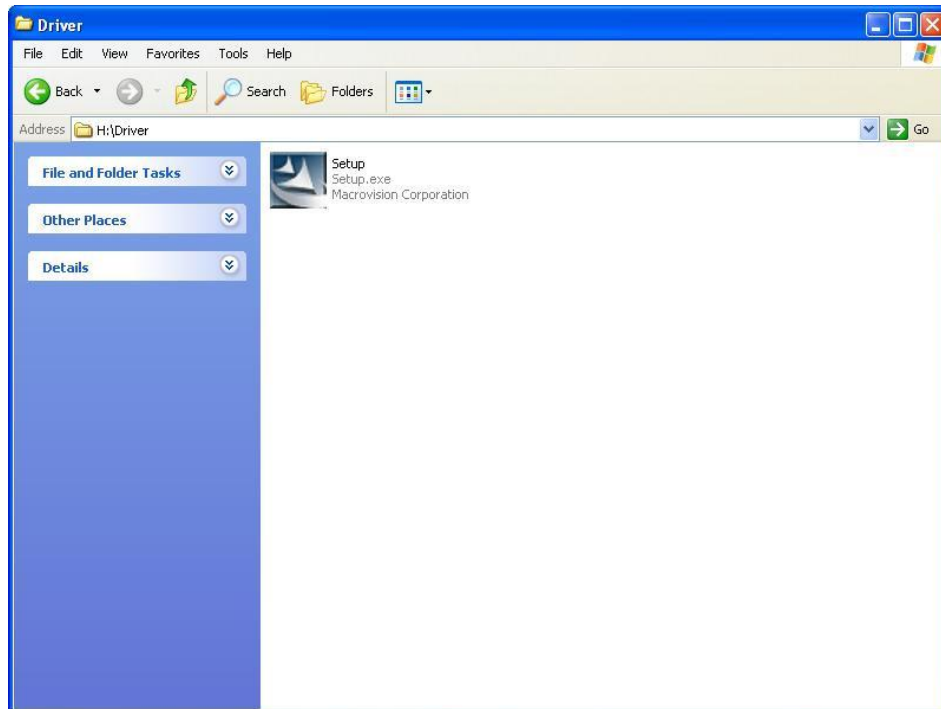 Driver
File Edit View Favorites Tools Help
Back Search Folders
Address H:\Driver Go
File and Folder Tasks
Other Places
Details
Setup
Setup.exe
Macrovision Corporation